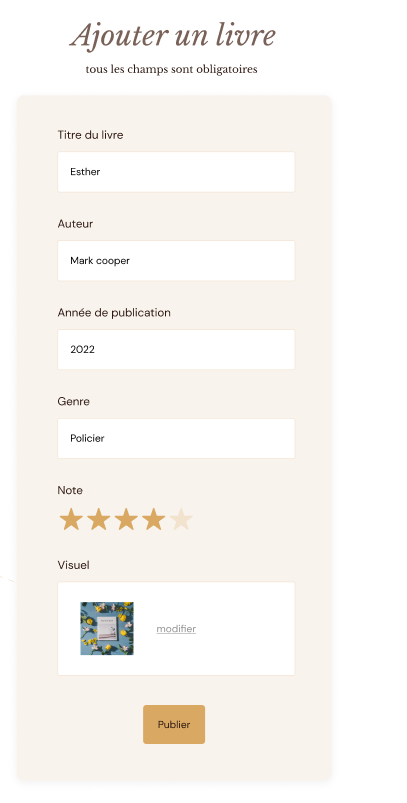 Ajouter un livre
tous les champs sont obligatoires
Titre du livre
Esther
Auteur
Mark cooper
Année de publication
2022
Genre
Policier
Note
Visuel
modifier
Publier